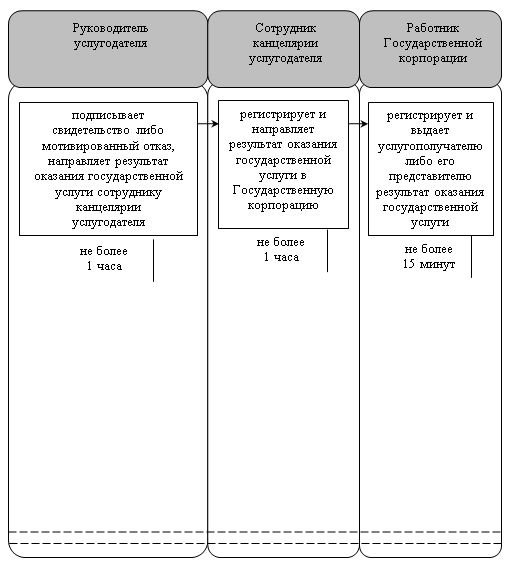 Руководитель
услугодателя
Сотрудник
канцелярии
услугодателя
Работник
Государственной
корпорации
подписывает
свидетельство либо
мотивированный отказ,
направляет результат
оказания государственной
услуги сотруднику
канцелярии
услугодателя
не более
1 часа
регистрирует и
направляет
результат оказания
государственной
услуги в
Государственную
корпорацию
не более
1 часа
регистрирует и
выдает
услугополучателю
либо его
представителю
результат оказания
государственной
услуги
не более
15 минут